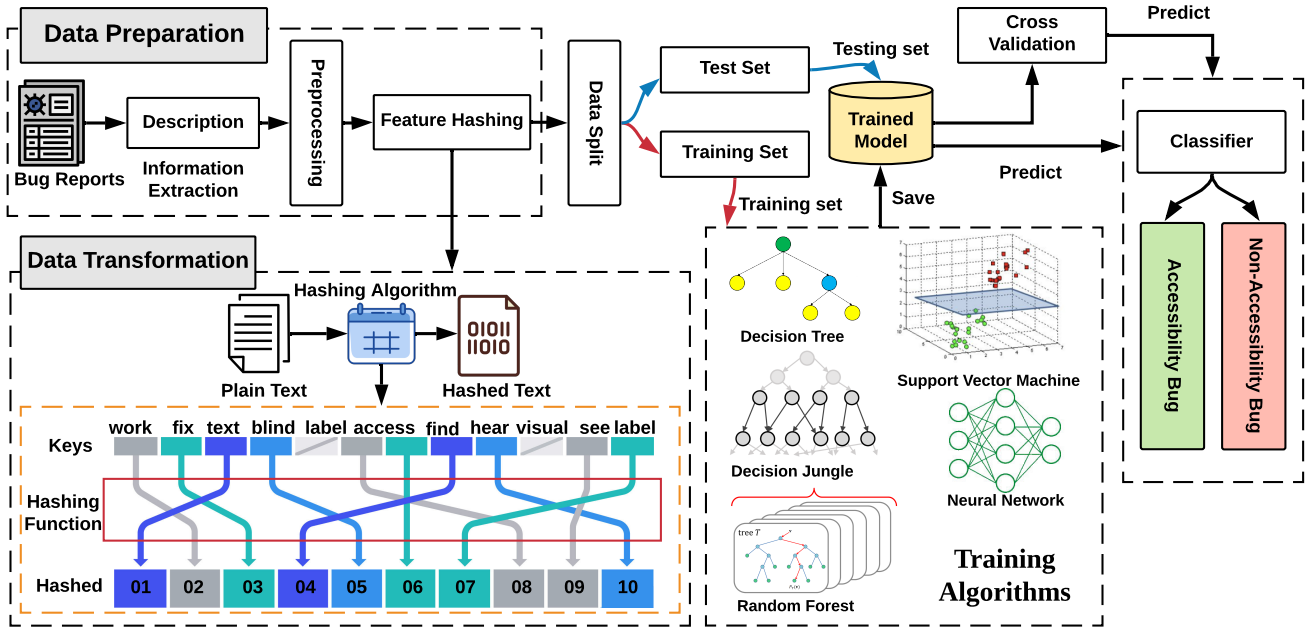 Data Preparation
Bug Reports
Description
Information
Extraction
Preprocessing
Feature Hashing
Data Split
Test Set
Training Set
Testing set
Training set
Trained
Model
Save
Cross
Validation
Predict
Predict
Classifier
Accessibility Bug
Non-Accessibility Bug
Data Transformation
Hashing Algorithm
Plain Text
01011
11010
Hashed Text
Keys
work fix text blind label access find hear visual see label
Hashing
Function
Hashed
01 02 03 04 05 06 07 08 09 10
Decision Tree
Support Vector Machine
Decision Jungle
Neural Network
tree T
Random Forest
Training
Algorithms